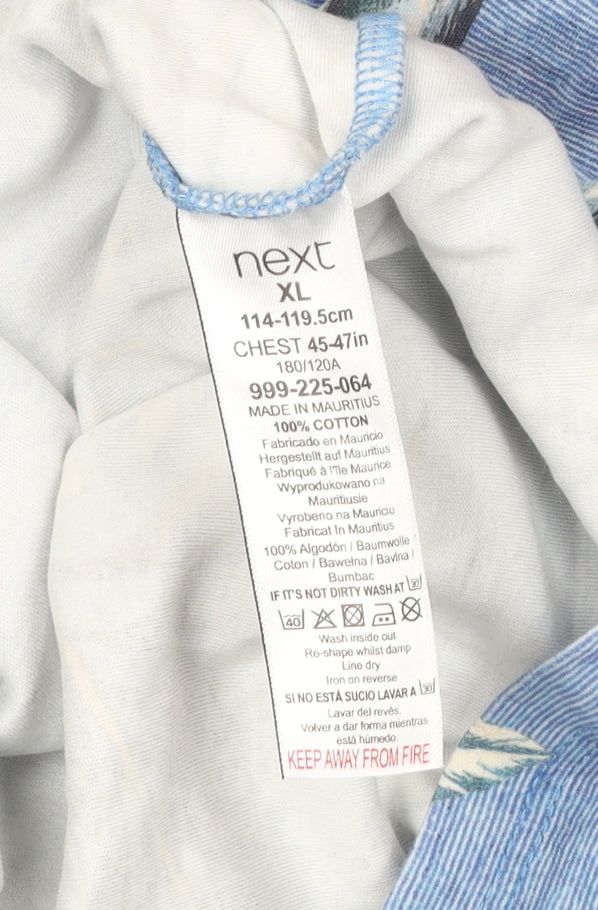 next
XL
114-119.5cm
CHEST 45-47in
180/120A
999-225-064
MADE IN MAURITIUS
100% COTTON
Fabricado en Mauricio
Hergestellt auf Mauritius
Fabriqué à l'île Maurice
Wyprodukowano na
Mauritiusie
Vyrobeno na Mauriciu
Fabricat In Mauritius
100% Algodón / Baumwolle /
Coton / Bawełna / Bavlna /
Bumbac
IF IT'S NOT DIRTY WASH AT 30
40
Wash inside out
Re-shape whilst damp
Line dry
Iron on reverse
SI NO ESTÁ SUCIO LAVAR A 30
Lavar del revés.
Volver a dar forma mientras
está húmedo.
KEEP AWAY FROM FIRE